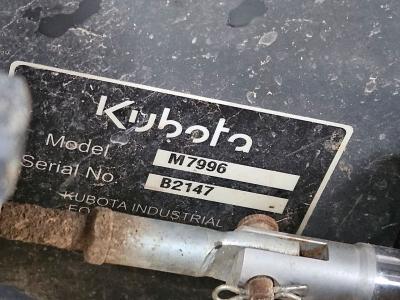 Kubota
Model M7996
Serial No. B2147
KUBOTA INDUSTRIAL